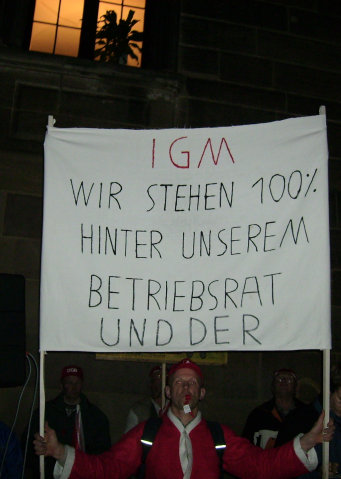 IGM
WIR STEHEN 100%
HINTER UNSEREM
BETRIEBSRAT
UND DER